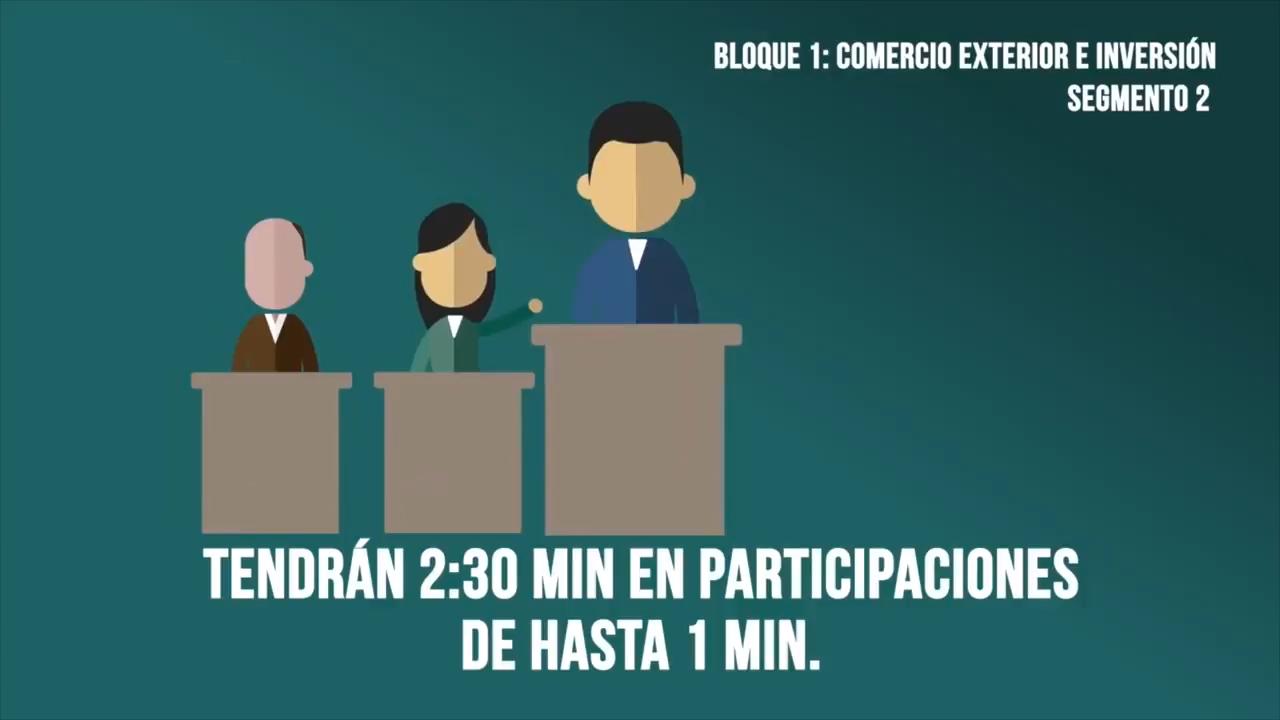 BLOQUE 1: COMERCIO EXTERIOR E INVERSIÓN
SEGMENTO 2
TENDRÁN 2:30 MIN EN PARTICIPACIONES
DE HASTA 1 MIN.